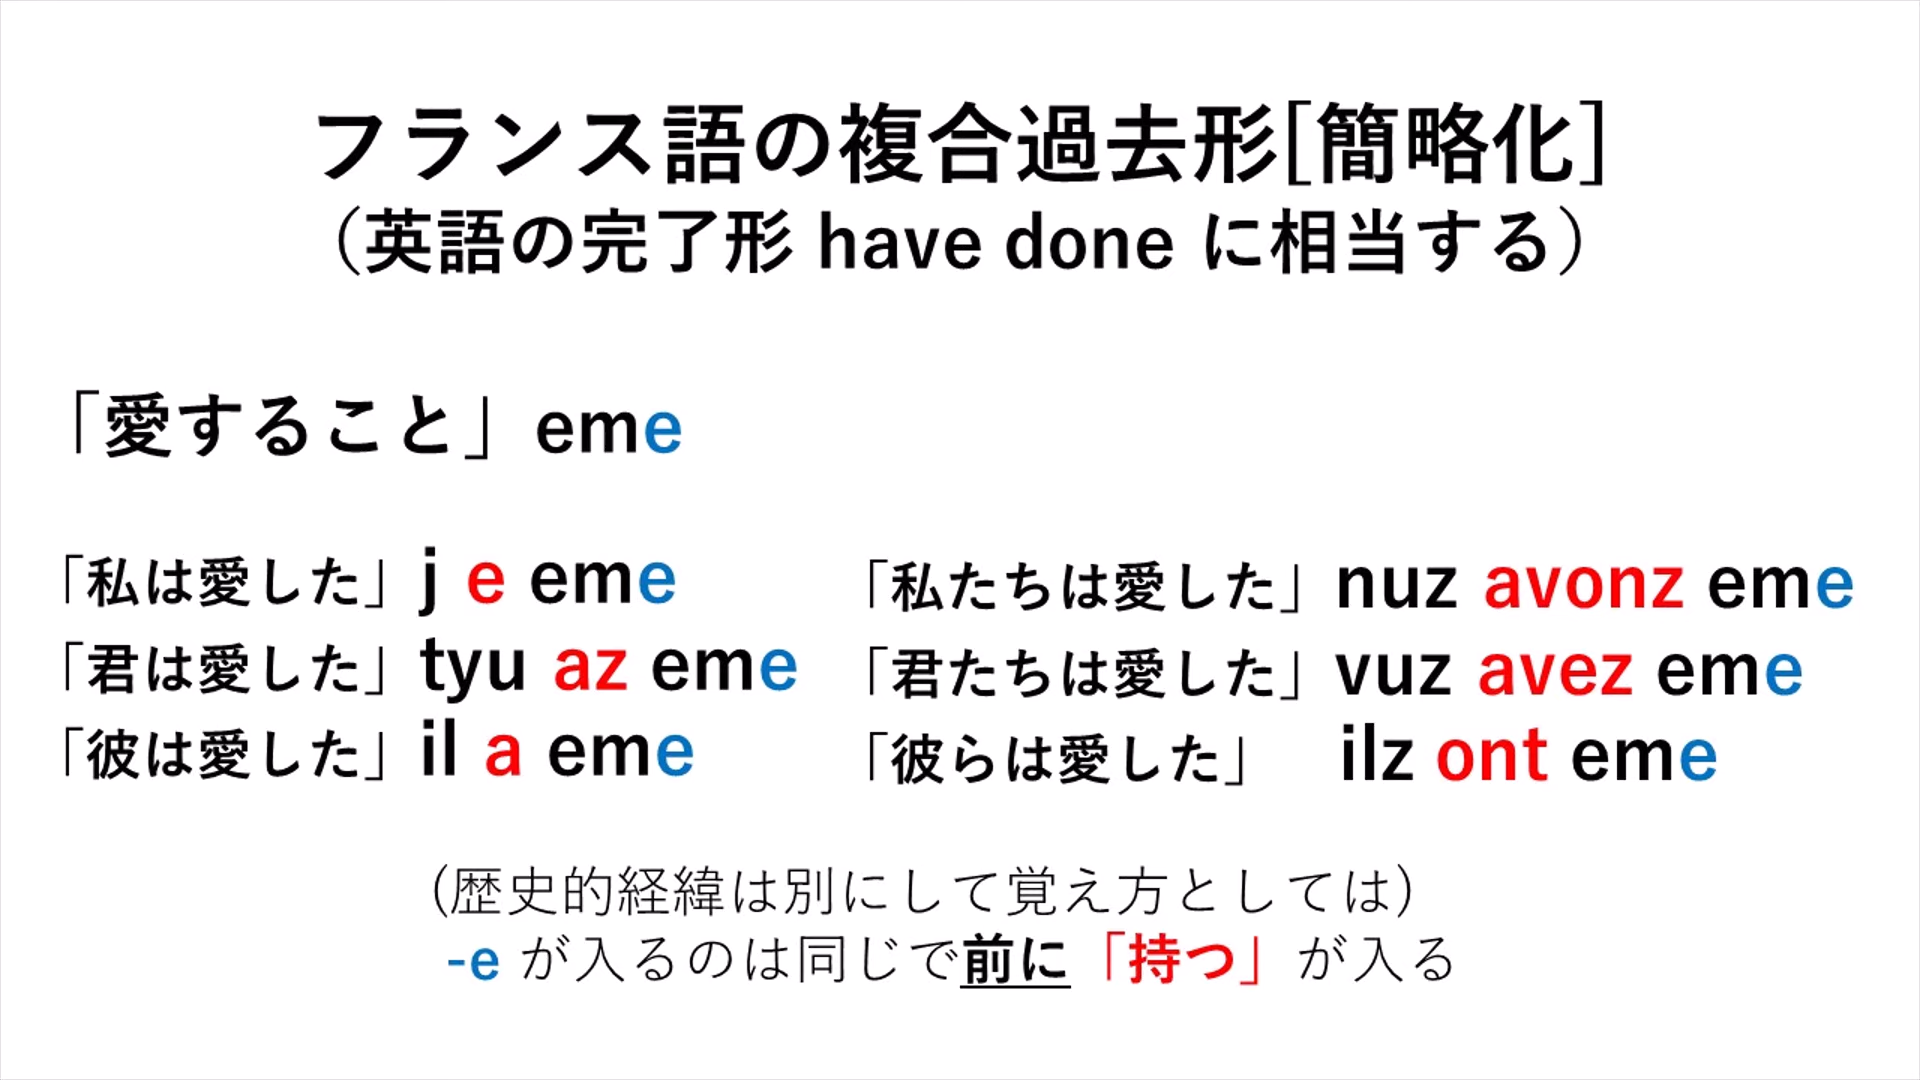 フランス語の複合過去形[簡略化]
（英語の完了形 have done に相当する）
「愛すること」eme
「私は愛した」j e eme
「君は愛した」tyu az eme
「彼は愛した」il a eme
「私たちは愛した」nuz avonz eme
「君たちは愛した」vuz avez eme
「彼らは愛した」 ilz ont eme
(歴史的経緯は別にして覚え方としては)
-e が入るのは同じで前に「持つ」が入る